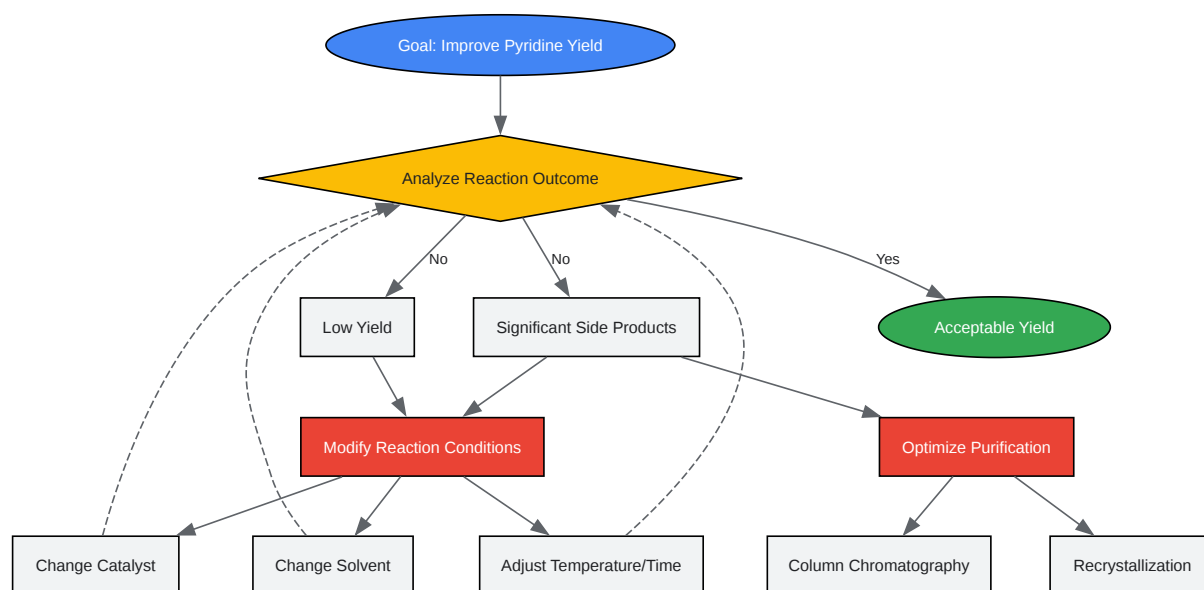 Goal: Improve Pyridine Yield
Analyze Reaction Outcome
No
No
Yes
Low Yield
Significant Side Products
Acceptable Yield
Modify Reaction Conditions
Optimize Purification
Change Catalyst
Change Solvent
Adjust Temperature/Time
Column Chromatography
Recrystallization